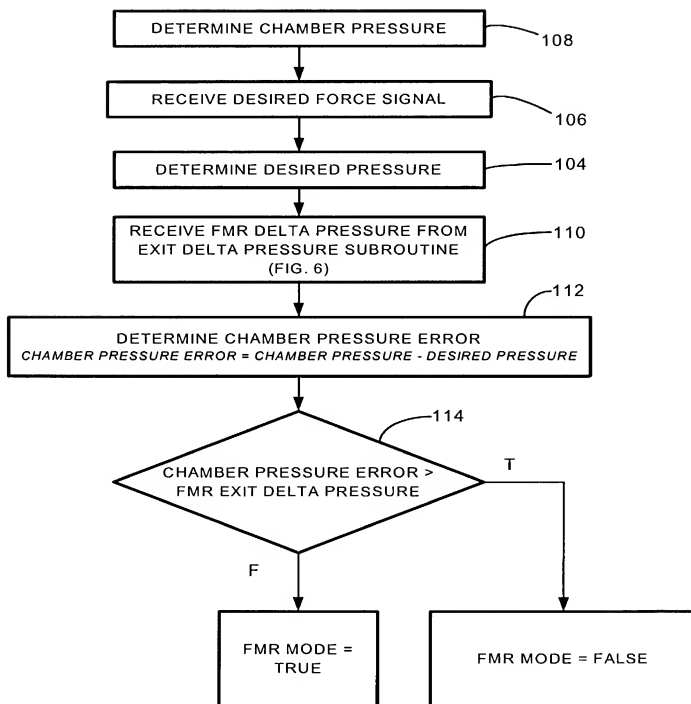 DETERMINE CHAMBER PRESSURE
108
RECEIVE DESIRED FORCE SIGNAL
106
DETERMINE DESIRED PRESSURE
104
RECEIVE FMR DELTA PRESSURE FROM
EXIT DELTA PRESSURE SUBROUTINE
(FIG. 6)
110
112
DETERMINE CHAMBER PRESSURE ERROR
CHAMBER PRESSURE ERROR = CHAMBER PRESSURE - DESIRED PRESSURE
114
CHAMBER PRESSURE ERROR >
FMR EXIT DELTA PRESSURE
T
F
FMR MODE =
TRUE
FMR MODE = FALSE